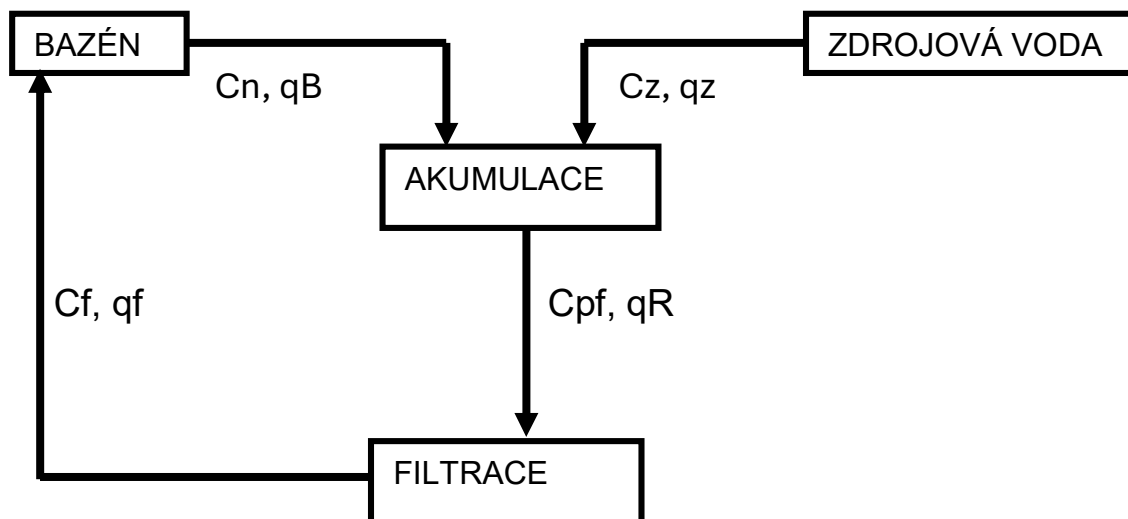 BAZÉN
ZDROJOVÁ VODA
Cn, qB
Cz, qz
AKUMULACE
Cf, qf
Cpf, qR
FILTRACE